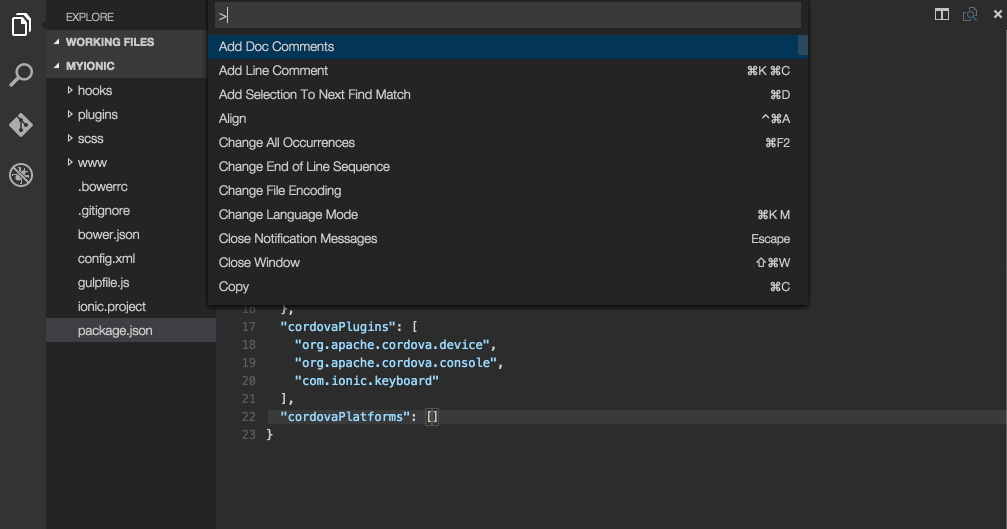 EXPLORE
WORKING FILES
MYIONIC
hooks
plugins
scss
www
.bowerrc
.gitignore
bower.json
config.xml
gulpfile.js
ionic.project
package.json
>
Add Doc Comments
Add Line Comment ⌘K ⌘C
Add Selection To Next Find Match ⌘D
Align ^⌘A
Change All Occurrences ⌘F2
Change End of Line Sequence
Change File Encoding
Change Language Mode ⌘K M
Close Notification Messages Escape
Close Window ⇧⌘W
Copy ⌘C
16 },
17 "cordovaPlugins": [
18 "org.apache.cordova.device",
19 "org.apache.cordova.console",
20 "com.ionic.keyboard"
21 ],
22 "cordovaPlatforms": []
23 }